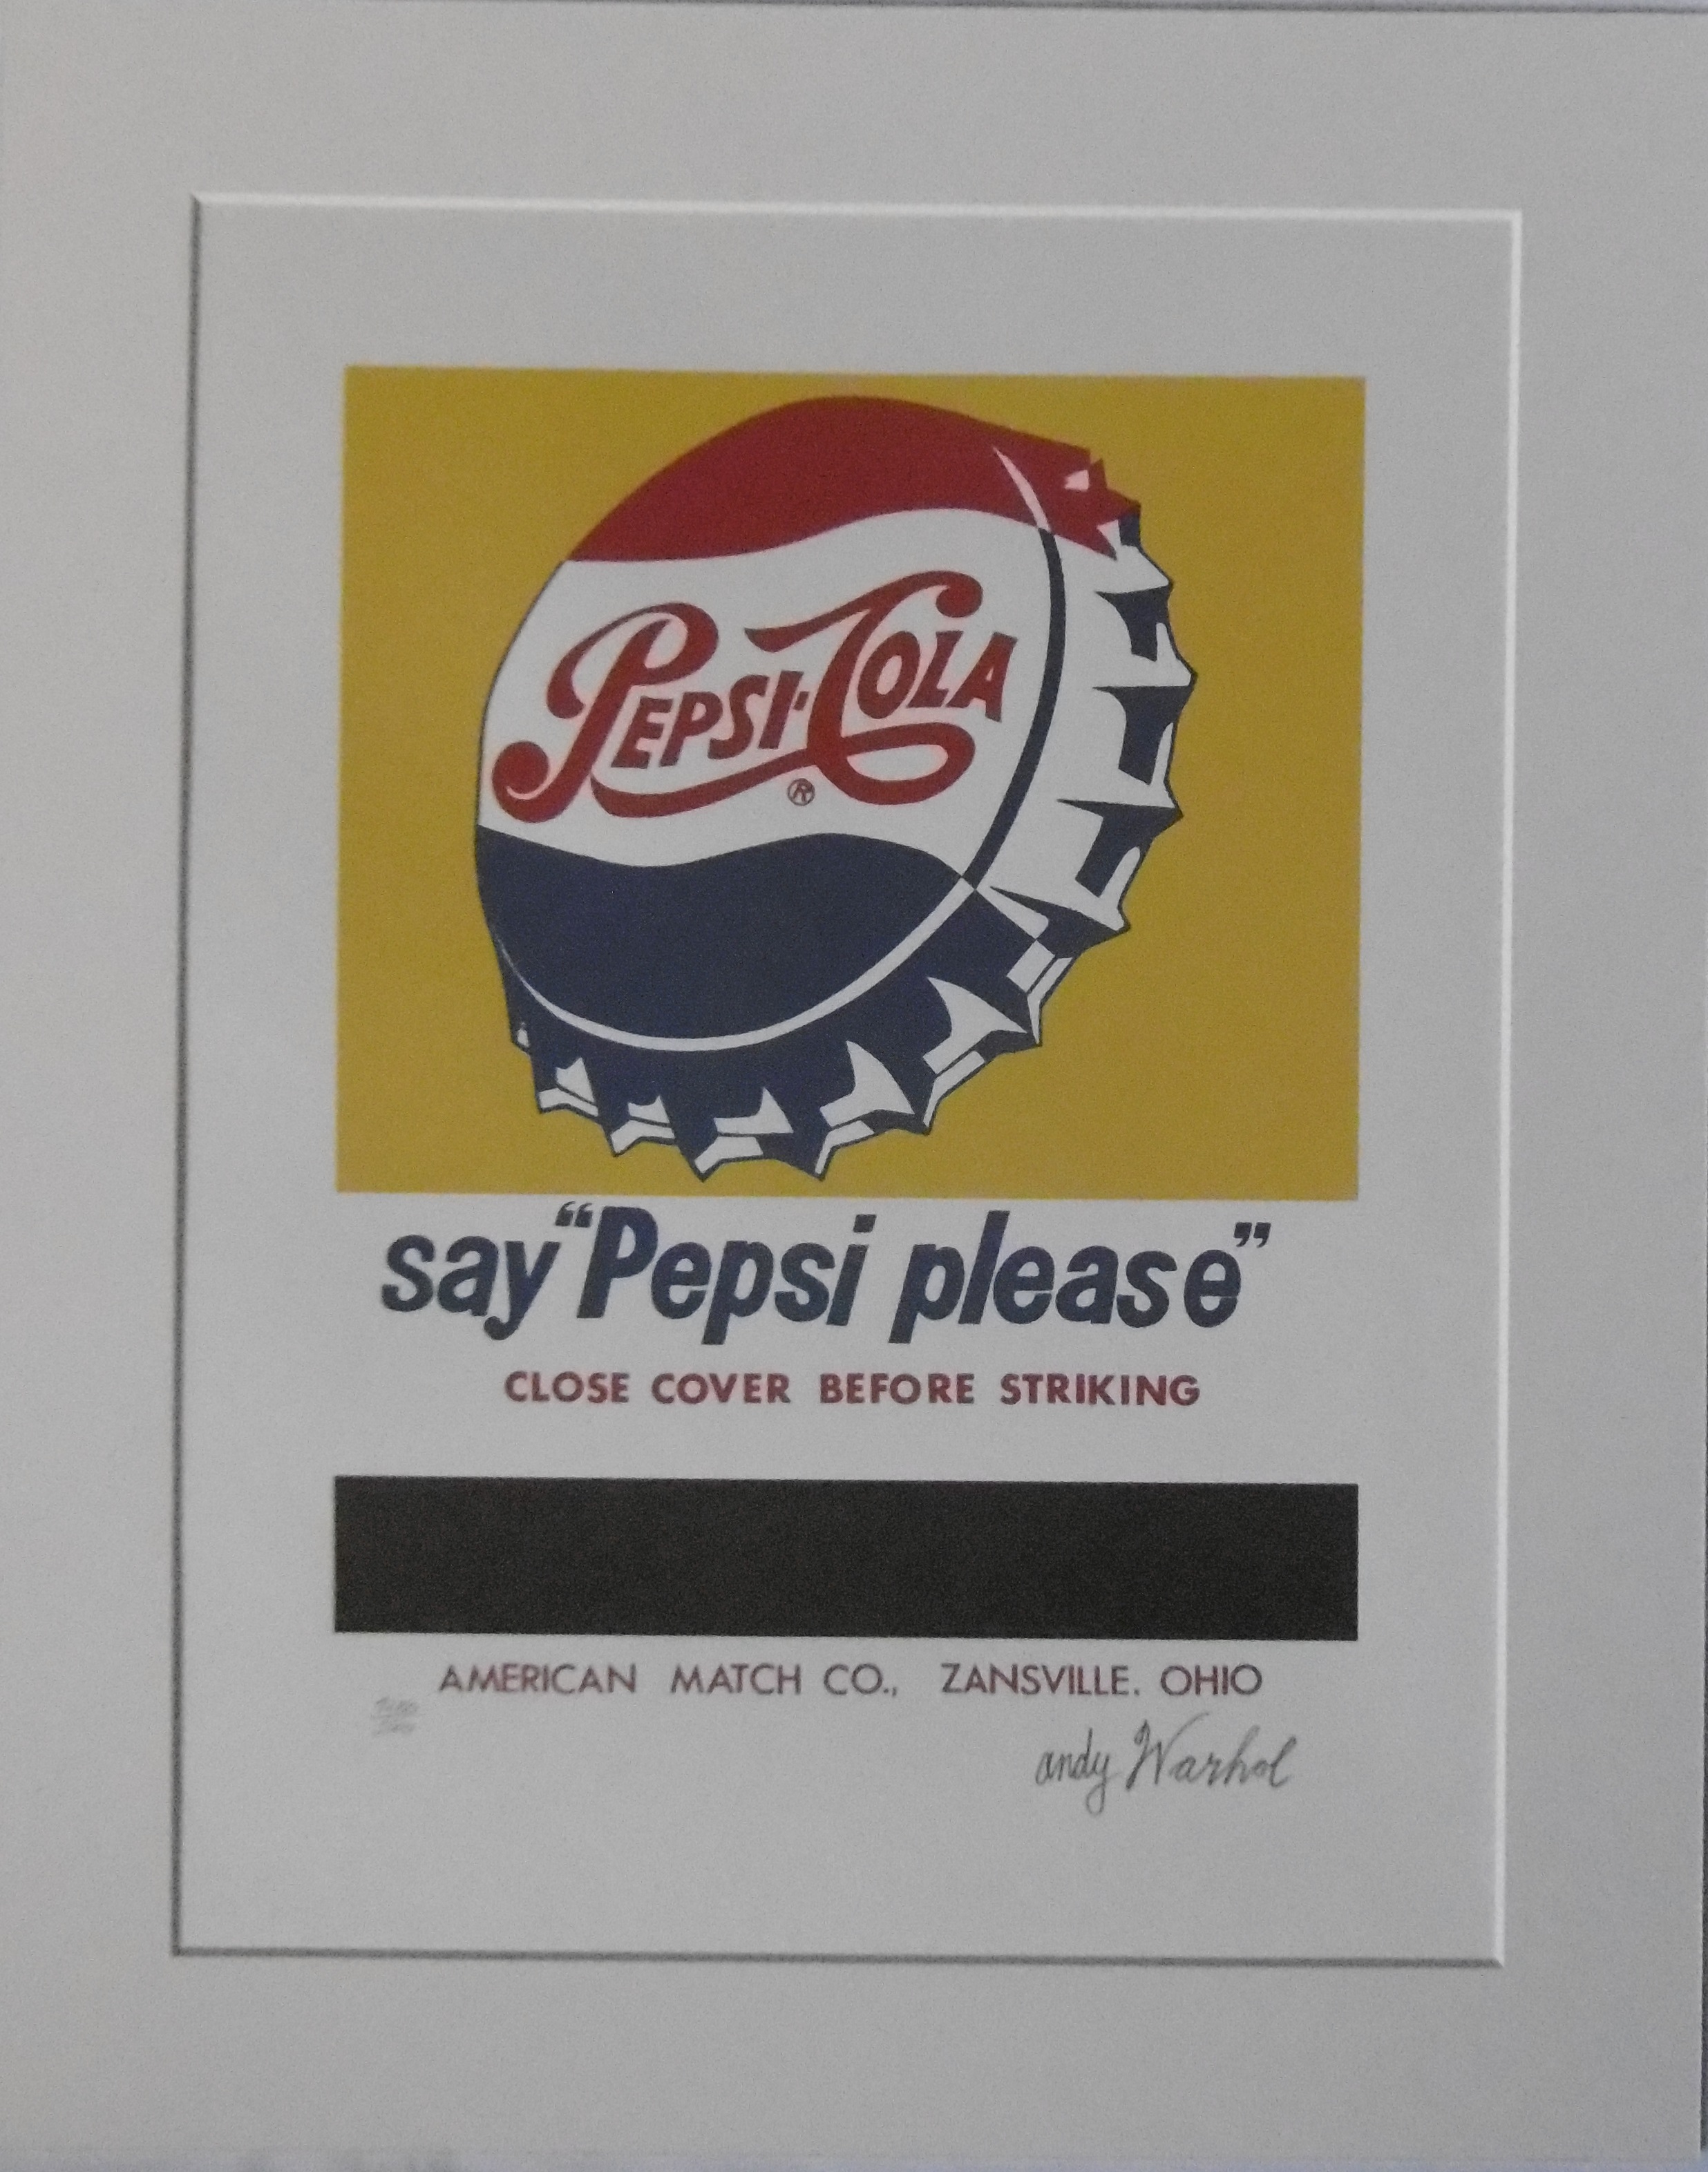 PEPSI-COLA
®
say “Pepsi please”
CLOSE COVER BEFORE STRIKING
AMERICAN MATCH CO., ZANSVILLE. OHIO
andy Warhol